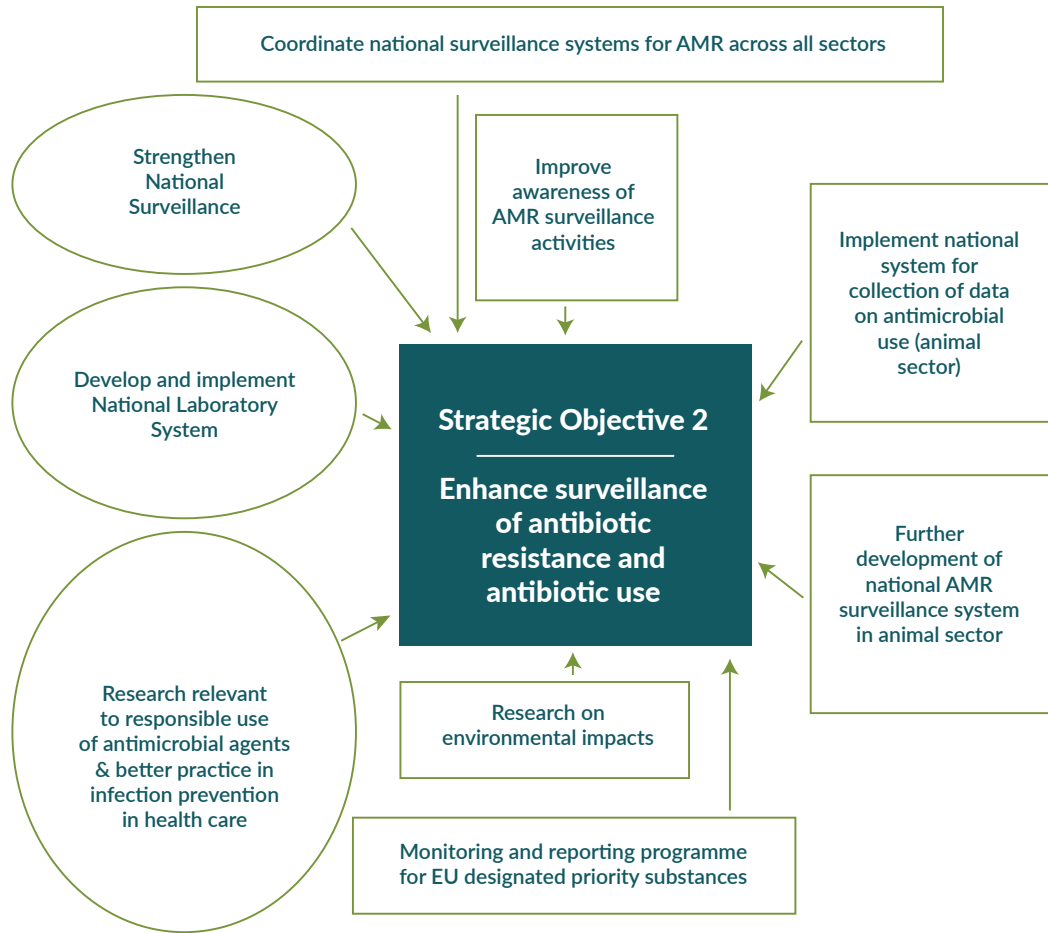 Coordinate national surveillance systems for AMR across all sectors
Strengthen
National
Surveillance
Improve
awareness of
AMR surveillance
activities
Implement national
system for
collection of data
on antimicrobial
use (animal
sector)
Develop and implement
National Laboratory
System
Strategic Objective 2
Enhance surveillance
of antibiotic
resistance and
antibiotic use
Further
development of
national AMR
surveillance system
in animal sector
Research relevant
to responsible use
of antimicrobial agents
& better practice in
infection prevention
in health care
Research on
environmental impacts
Monitoring and reporting programme
for EU designated priority substances